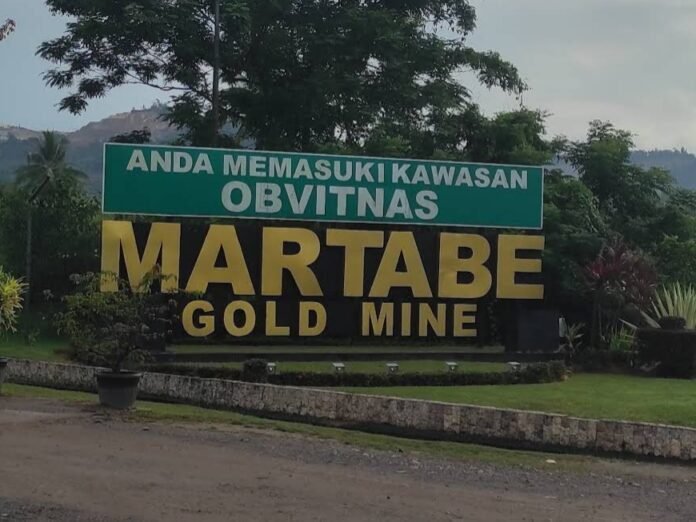 ANDA MEMASUKI KAWASAN
OBVITNAS
MARTABE
GOLD MINE